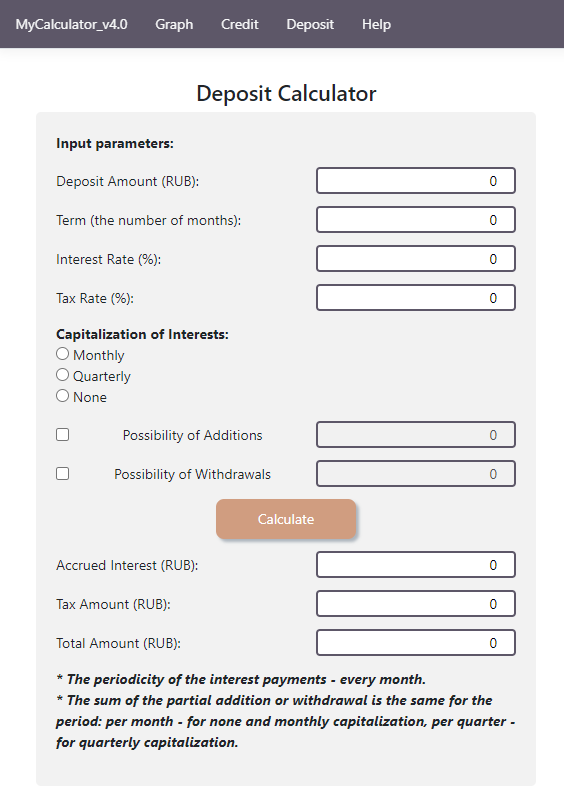 MyCalculator_v4.0 Graph Credit Deposit Help
Deposit Calculator
Input parameters:
Deposit Amount (RUB): 0
Term (the number of months): 0
Interest Rate (%): 0
Tax Rate (%): 0
Capitalization of Interests:
Monthly
Quarterly
None
Possibility of Additions 0
Possibility of Withdrawals 0
Calculate
Accrued Interest (RUB): 0
Tax Amount (RUB): 0
Total Amount (RUB): 0
* The periodicity of the interest payments - every month.
* The sum of the partial addition or withdrawal is the same for the
period: per month - for none and monthly capitalization, per quarter -
for quarterly capitalization.